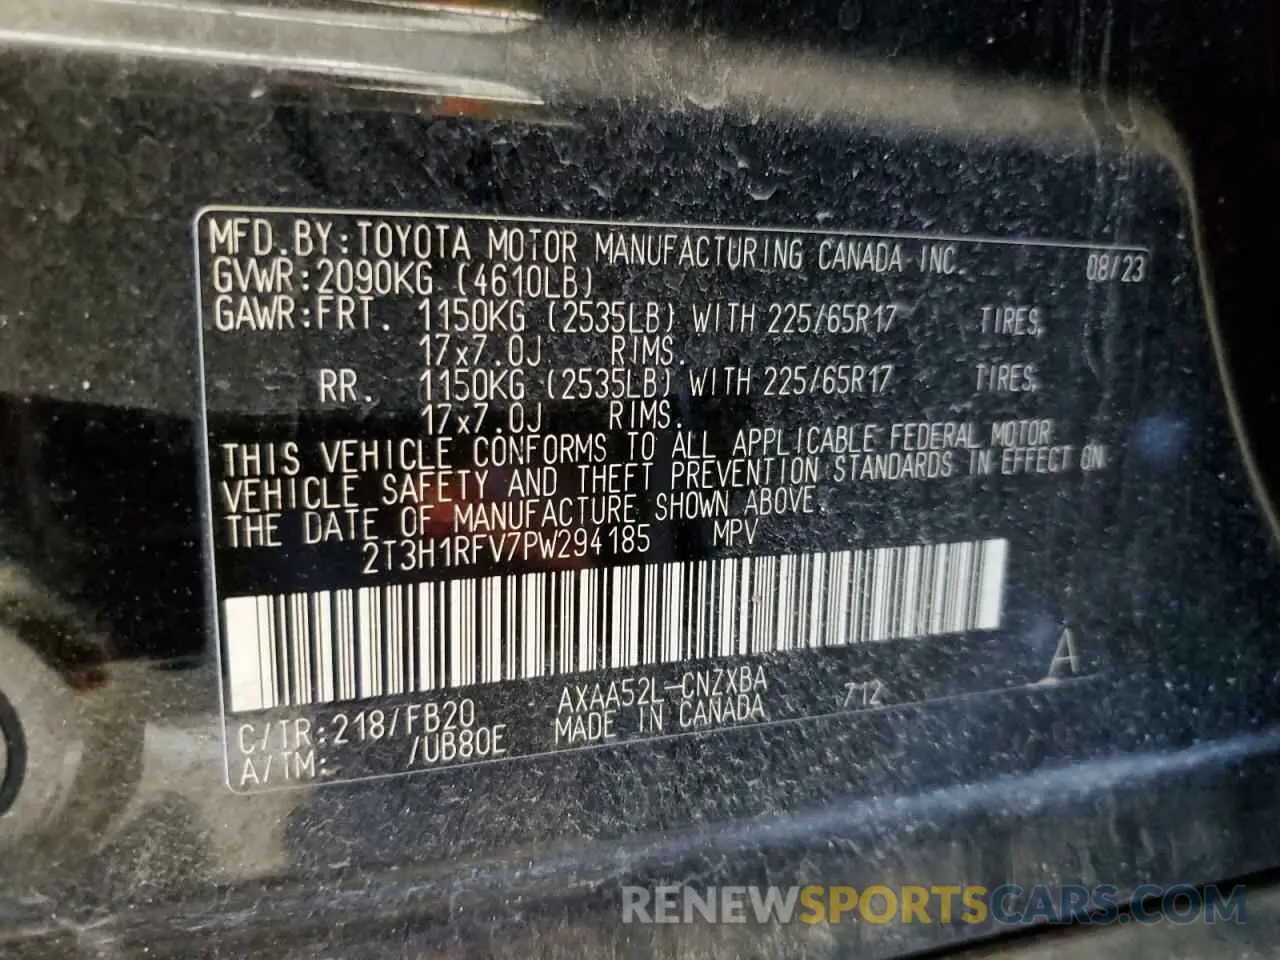 MFD.BY:TOYOTA MOTOR MANUFACTURING CANADA INC. 08/23
GVWR:2090KG (4610LB)
GAWR:FRT. 1150KG (2535LB) WITH 225/65R17 TIRES,
17x7.0J RIMS.
RR. 1150KG (2535LB) WITH 225/65R17 TIRES,
17x7.0J RIMS.
THIS VEHICLE CONFORMS TO ALL APPLICABLE FEDERAL MOTOR
VEHICLE SAFETY AND THEFT PREVENTION STANDARDS IN EFFECT ON
THE DATE OF MANUFACTURE SHOWN ABOVE.
2T3H1RFV7PW294185 MPV
A
C/TR:218/FB20 AXAA52L-CNZXBA 712
A/TM: /UB80E MADE IN CANADA
RENEWSPORTSCARS.COM